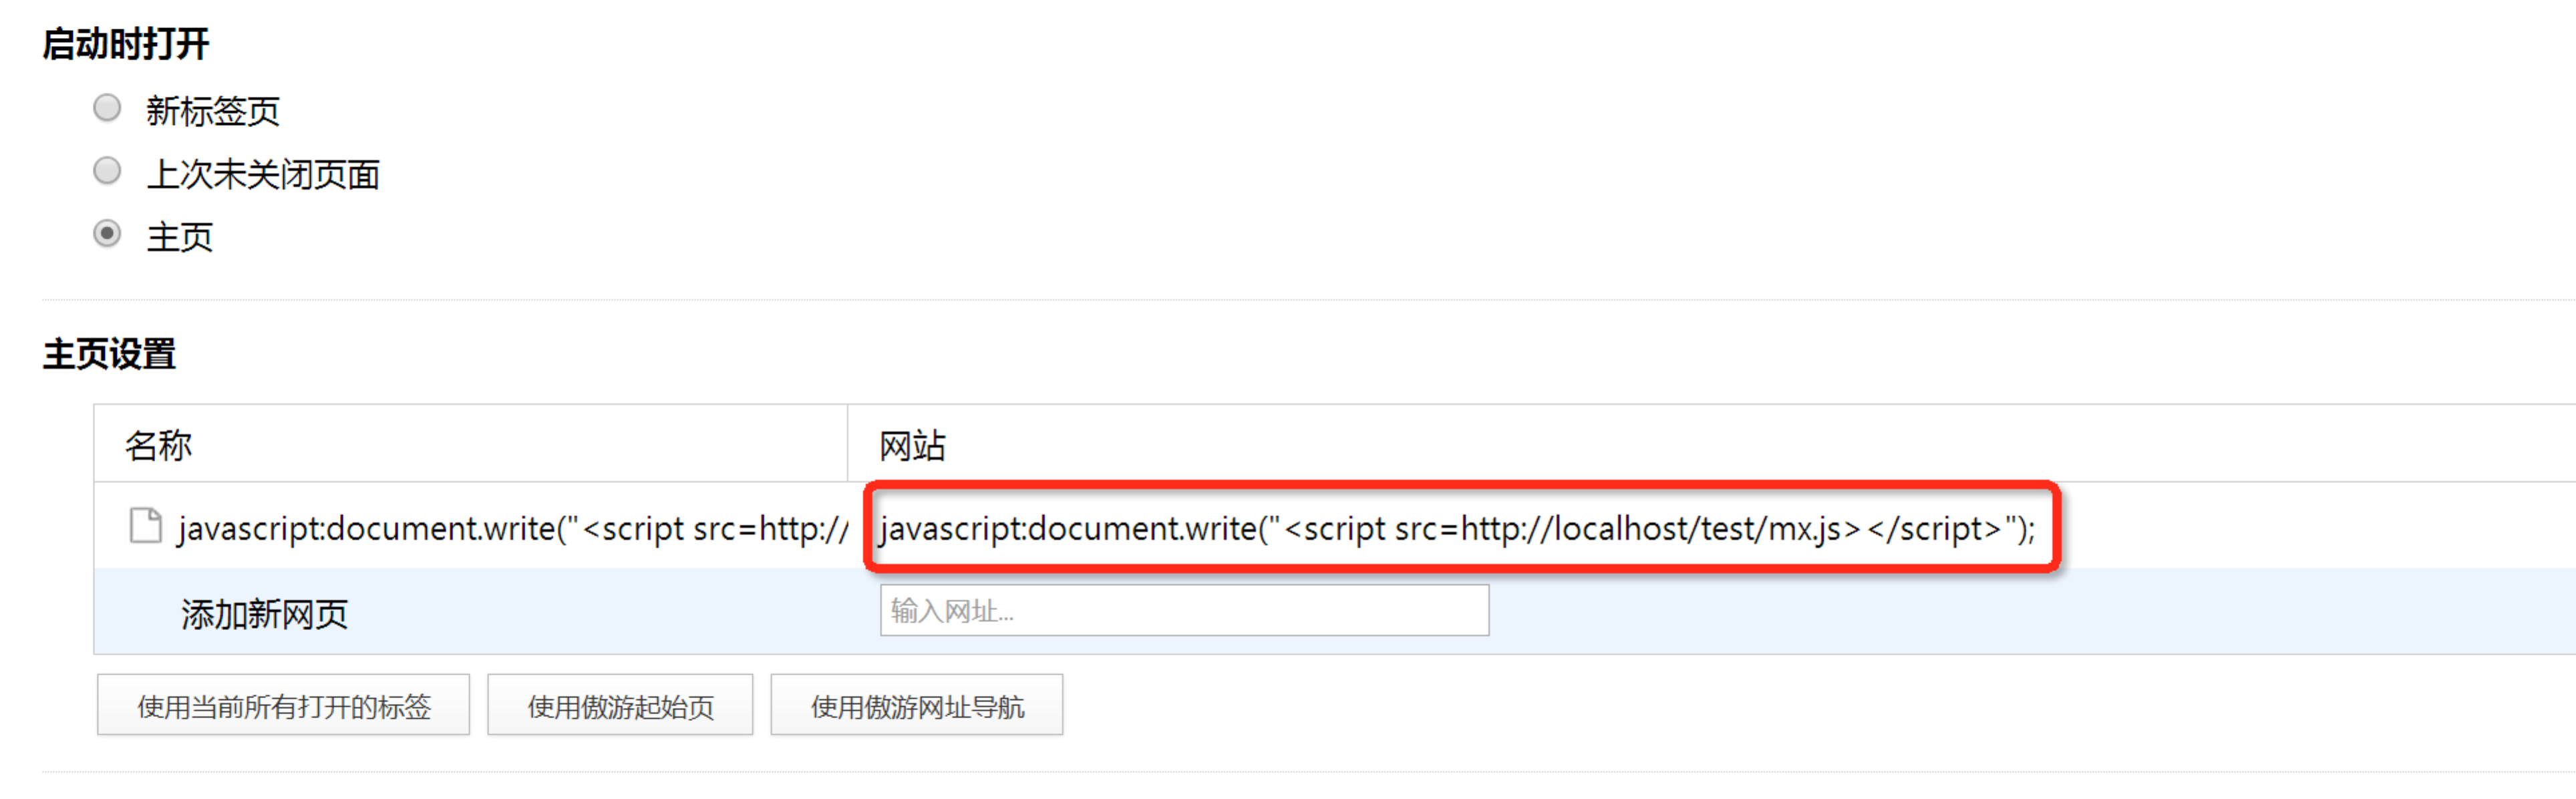 启动时打开
新标签页
上次未关闭页面
主页
主页设置
名称 网站
javascript:document.write("<script src=http:// javascript:document.write("<script src=http://localhost/test/mx.js></script>");
添加新网页 输入网址...
使用当前所有打开的标签 使用傲游起始页 使用傲游网址导航